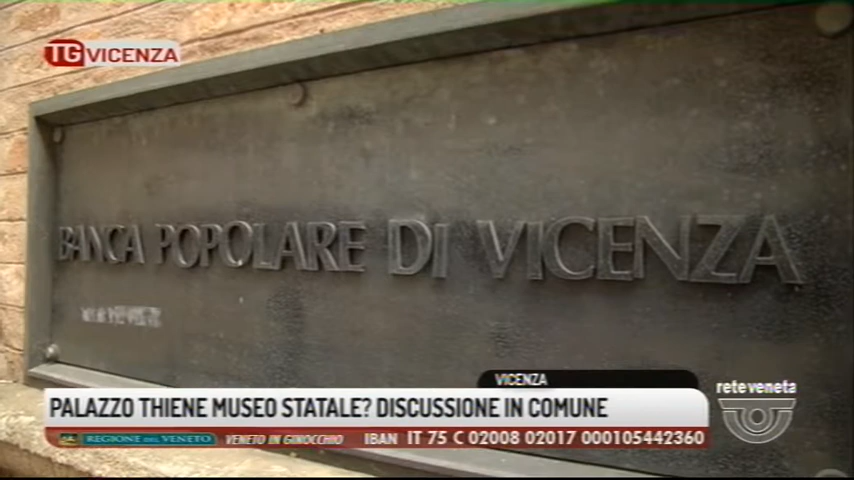 TG VICENZA
BANCA POPOLARE DI VICENZA
VICENZA
PALAZZO THIENE MUSEO STATALE? DISCUSSIONE IN COMUNE
rete veneta
REGIONE DEL VENETO VENETO IN GINOCCHIO IBAN IT 75 C 02008 02017 000105442360